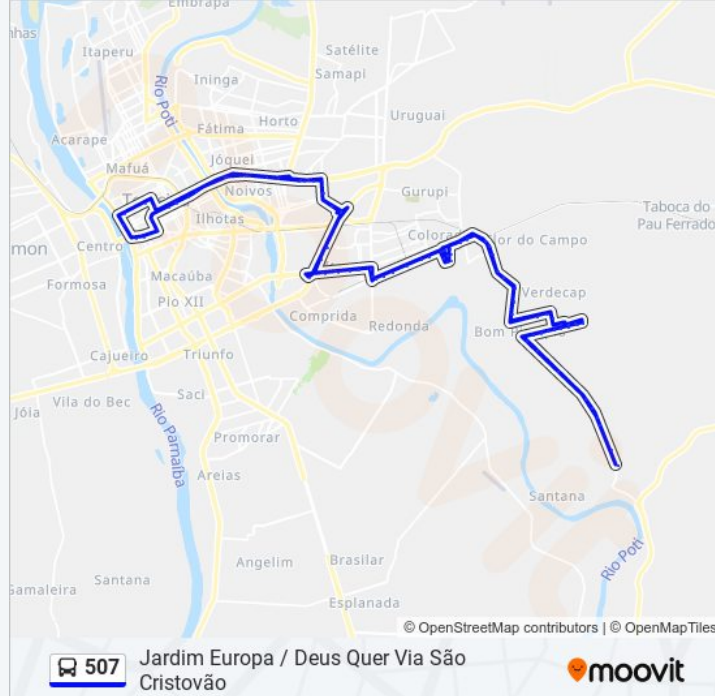 Embrapa
nhas
Itaperu
Satélite
Samapi
Ininga
Rio Poti
Uruguai
Horto
Fátima
Acarape
Jóquei
Mafuá
Noivos
Gurupi
Taboca do
Pau Ferrado
Ilhotas
Colorad
lor do Campo
Centro
mon
Macaúba
Formosa
Verdecap
Pio XII
Comprida
Redonda
Bom
Cajueiro
Triunfo
Saci
Vila do Bec
Jóia
Rio Parnaíba
Promorar
Areias
Santana
Rio Poti
Angelim
Brasilar
Santana
Gamaleira
Esplanada
© OpenStreetMap contributors | © OpenMapTiles
507
Jardim Europa / Deus Quer Via São
Cristovão
moovit